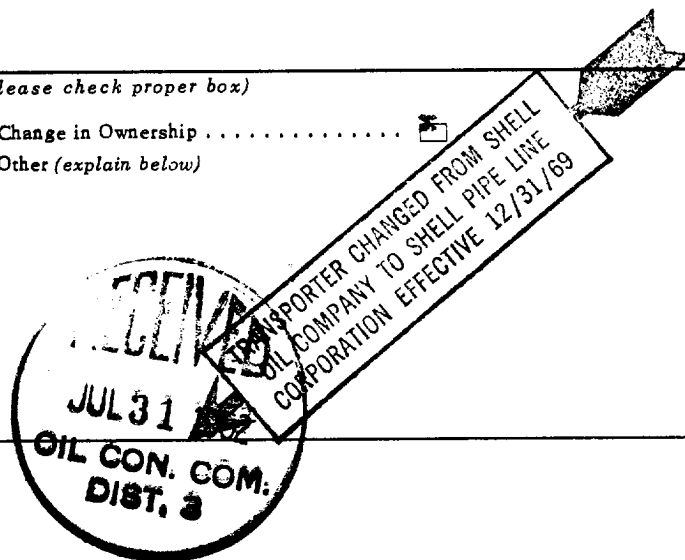 lease check proper box)
Change in Ownership . . . . . . . . . . . . . . .
Other (explain below)
TRANSPORTER CHANGED FROM SHELL
OIL COMPANY TO SHELL PIPE LINE
CORPORATION EFFECTIVE 12/31/69
RECEIVED
JUL 31
OIL CON. COM.
DIST. 3